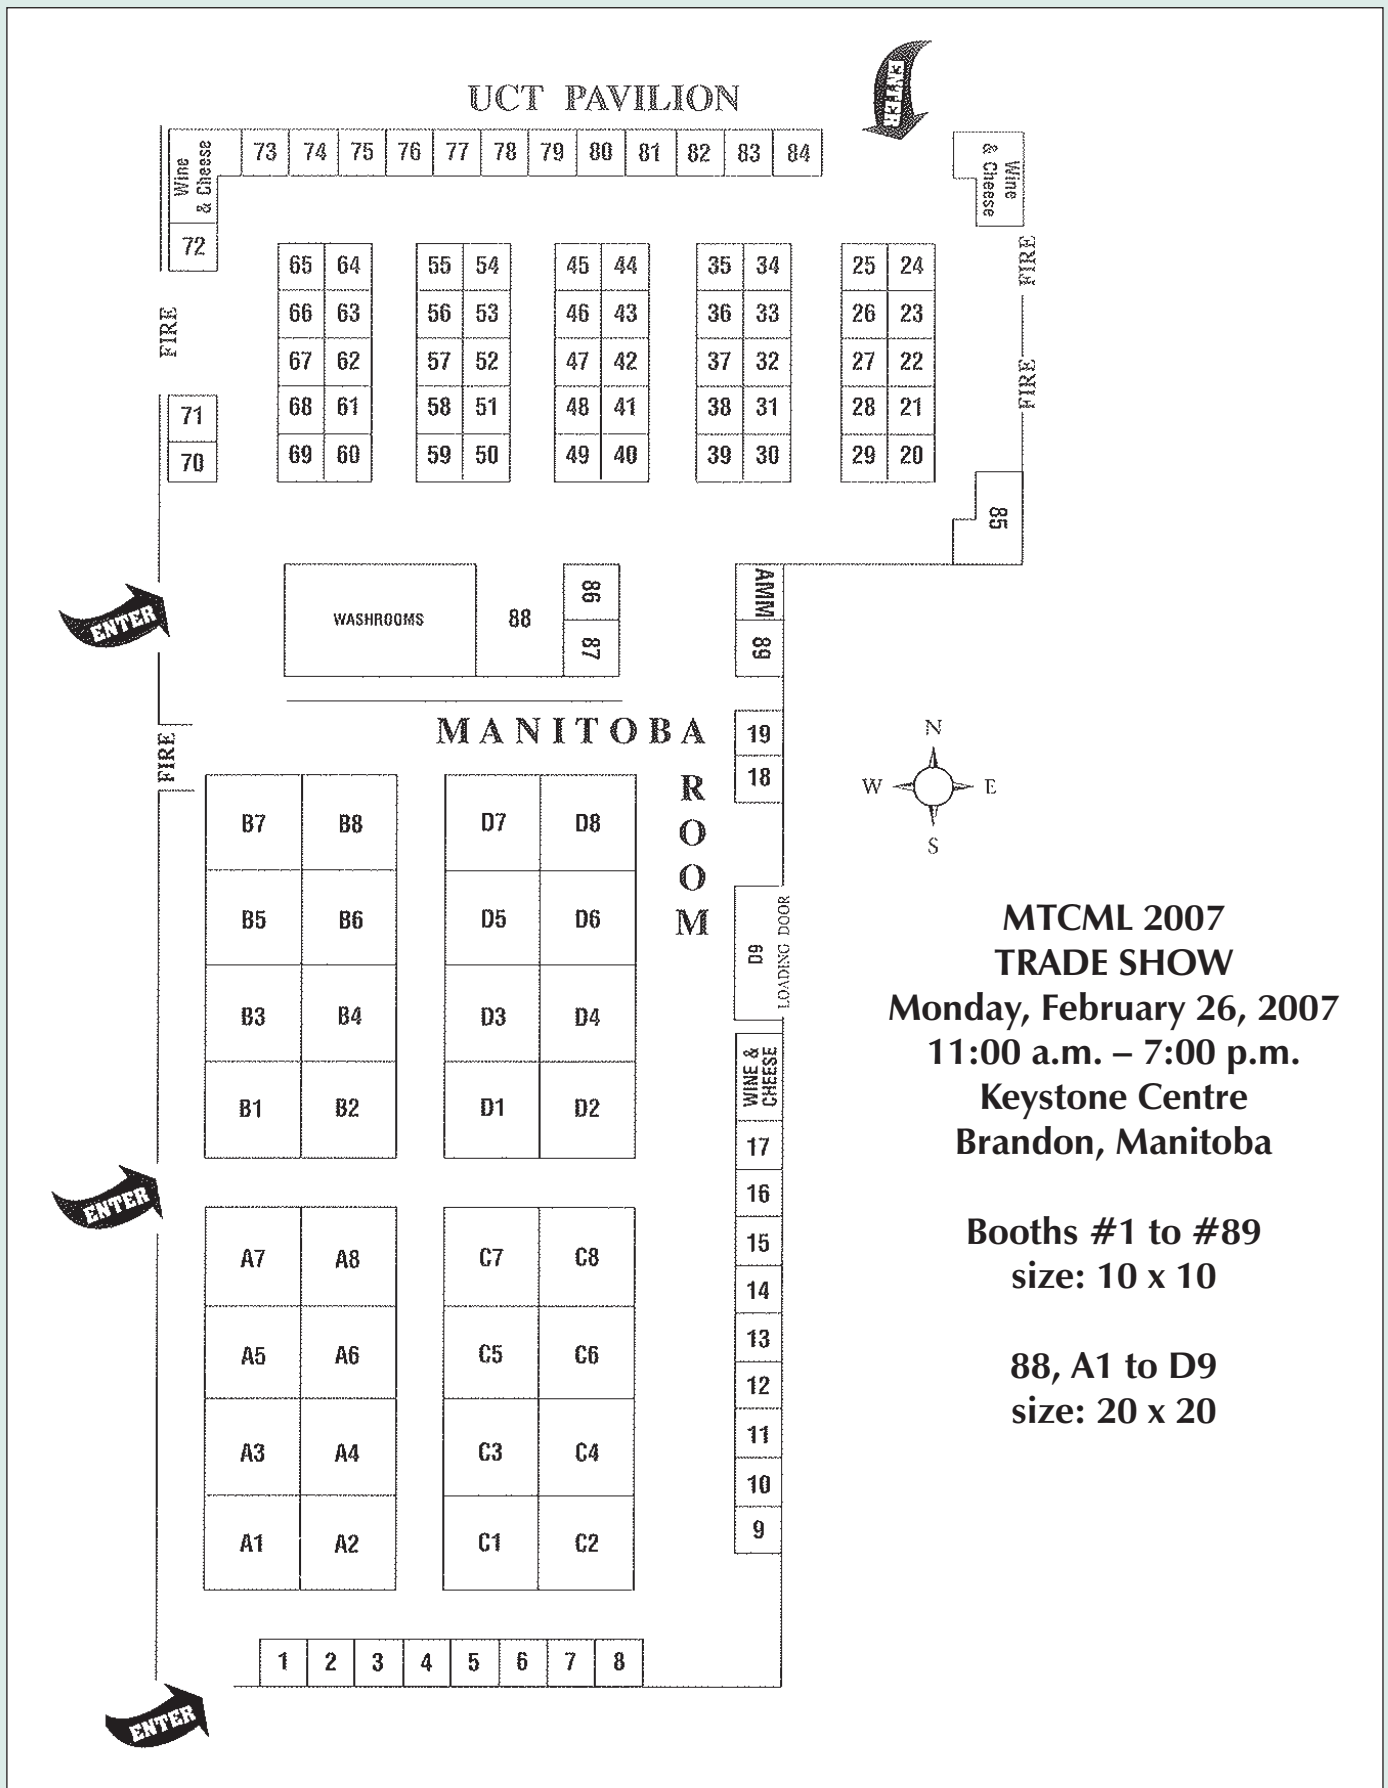 UCT PAVILION
ENTER
Wine
& Cheese
73 74 75 76 77 78 79 80 81 82 83 84
Wine
& Cheese
72
FIRE
65 64 55 54 45 44 35 34 25 24
66 63 56 53 46 43 36 33 26 23
FIRE
67 62 57 52 47 42 37 32 27 22
FIRE
71
68 61 58 51 48 41 38 31 28 21
70
69 60 59 50 49 40 39 30 29 20
85
ENTER
WASHROOMS
88
86
87
AMM
89
MANITOBA
ROOM
19
18
FIRE
N
W E
S
B7 B8 D7 D8
B5 B6 D5 D6
D9
LOADING DOOR
B3 B4 D3 D4
WINE &
CHEESE
B1 B2 D1 D2
17
ENTER
16
15
A7 A8 C7 C8
14
13
A5 A6 C5 C6
12
11
A3 A4 C3 C4
10
9
A1 A2 C1 C2
1 2 3 4 5 6 7 8
ENTER
MTCML 2007
TRADE SHOW
Monday, February 26, 2007
11:00 a.m. – 7:00 p.m.
Keystone Centre
Brandon, Manitoba
Booths #1 to #89
size: 10 x 10
88, A1 to D9
size: 20 x 20